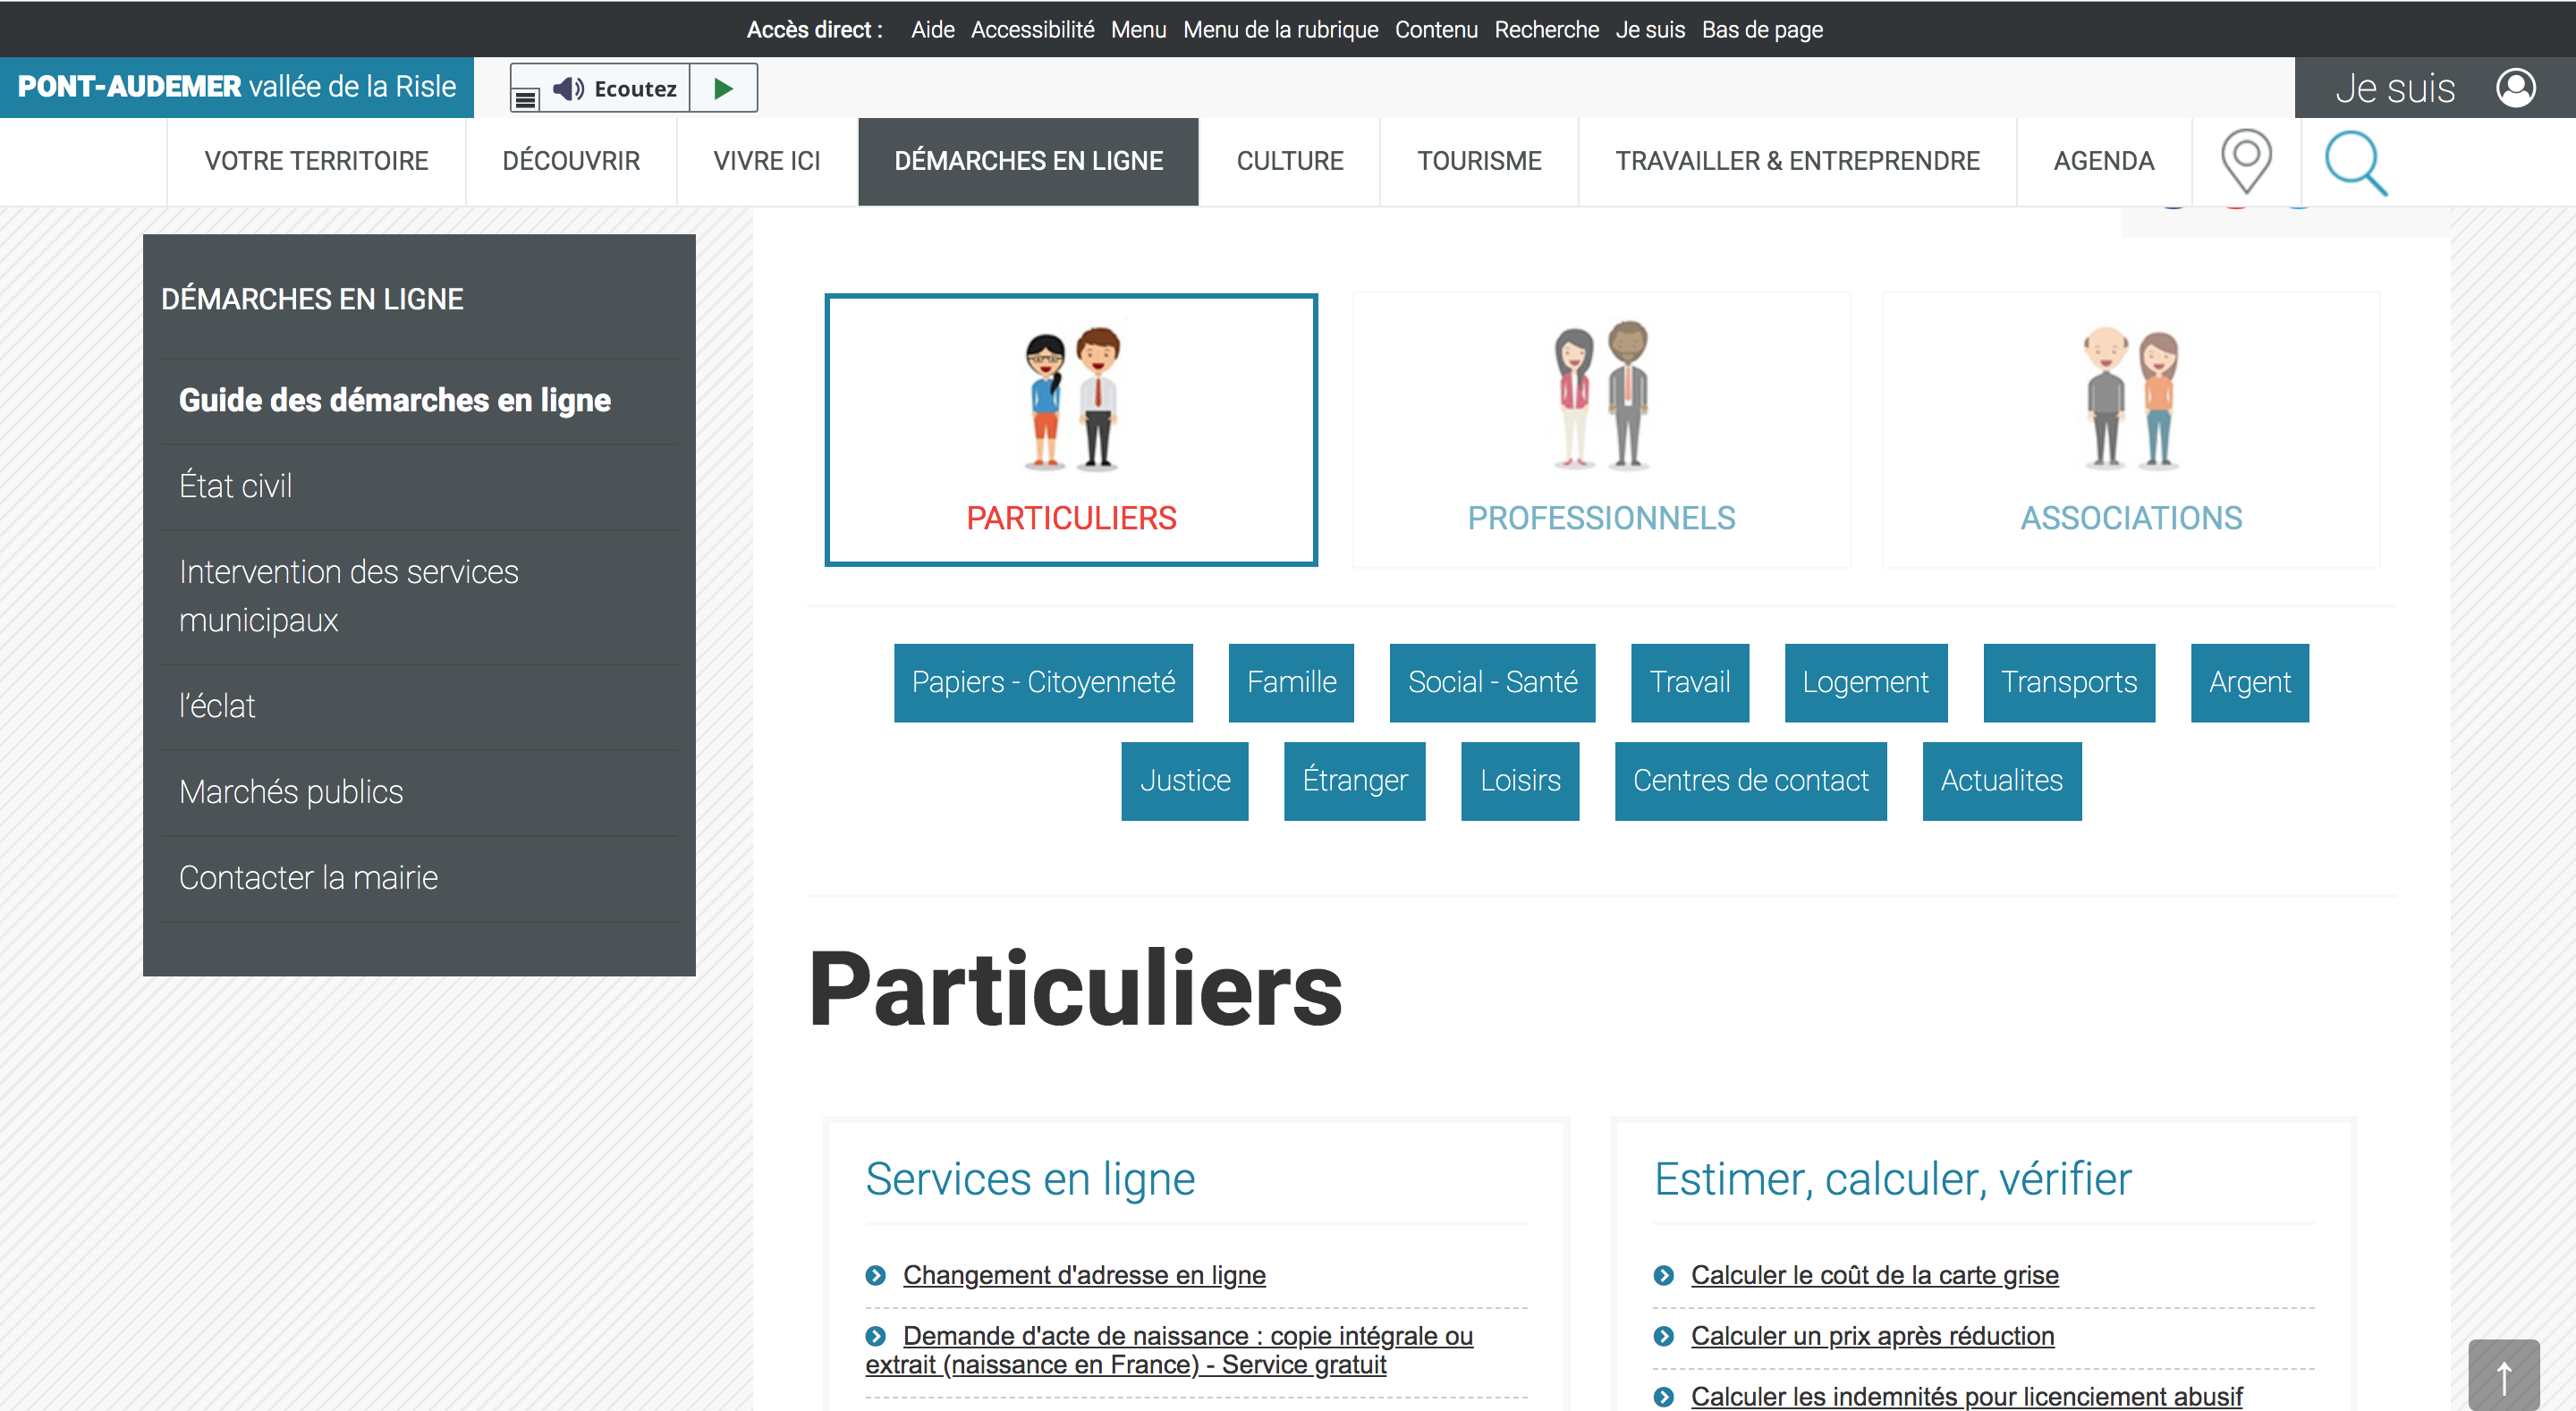 Accès direct : Aide Accessibilité Menu Menu de la rubrique Contenu Recherche Je suis Bas de page
PONT-AUDEMER vallée de la Risle
Ecoutez
Je suis
VOTRE TERRITOIRE DÉCOUVRIR VIVRE ICI DÉMARCHES EN LIGNE CULTURE TOURISME TRAVAILLER & ENTREPRENDRE AGENDA
DÉMARCHES EN LIGNE
Guide des démarches en ligne
État civil
Intervention des services
municipaux
l'éclat
Marchés publics
Contacter la mairie
PARTICULIERS PROFESSIONNELS ASSOCIATIONS
Papiers - Citoyenneté Famille Social - Santé Travail Logement Transports Argent
Justice Étranger Loisirs Centres de contact Actualites
Particuliers
Services en ligne
Changement d'adresse en ligne
Demande d'acte de naissance : copie intégrale ou
extrait (naissance en France) - Service gratuit
Estimer, calculer, vérifier
Calculer le coût de la carte grise
Calculer un prix après réduction
Calculer les indemnités pour licenciement abusif